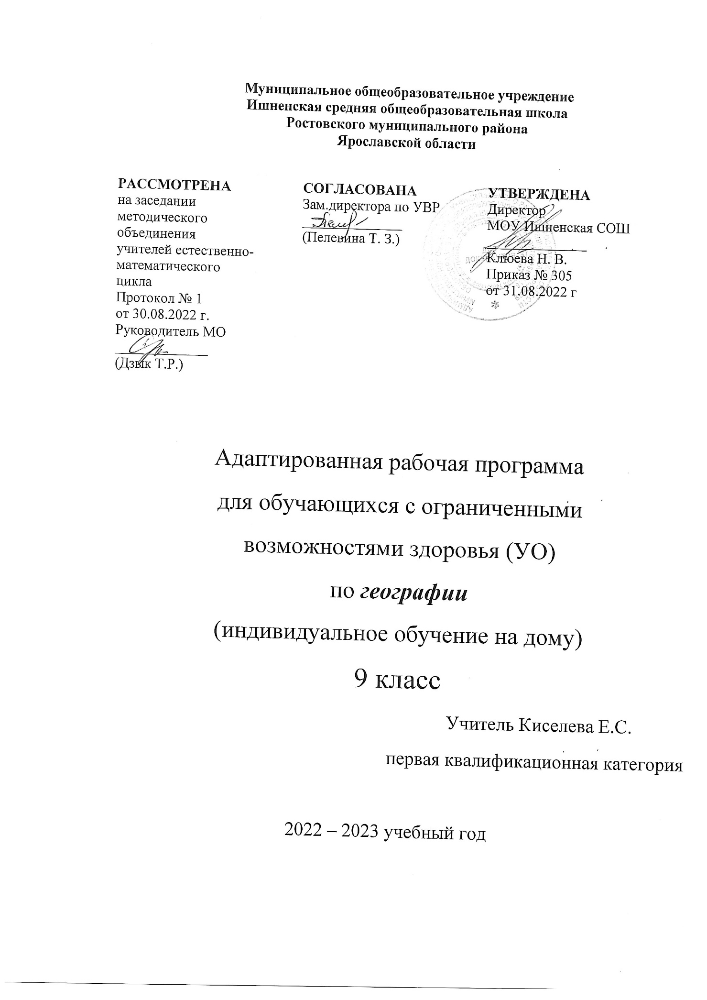 Муниципальное общеобразовательное учреждение
Ишненская средняя общеобразовательная школа
Ростовского муниципального района
Ярославской области
РАССМОТРЕНА
на заседании
методического
объединения
учителей естественно-
математического
цикла
Протокол № 1
от 30.08.2022 г.
Руководитель МО
(Дзык Т.Р.)
СОГЛАСОВАНА
Зам.директора по УВР
(Пелевина Т. З.)
УТВЕРЖДЕНА
Директор
МОУ Ишненская СОШ
Клюева Н. В.
Приказ № 305
от 31.08.2022 г
Адаптированная рабочая программа
для обучающихся с ограниченными
возможностями здоровья (УО)
по географии
(индивидуальное обучение на дому)
9 класс
Учитель Киселева Е.С.
первая квалификационная категория
2022 – 2023 учебный год